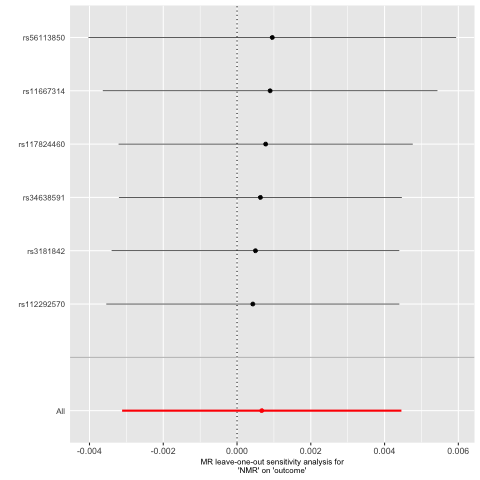 rs56113850
rs11667314
rs117824460
rs34638591
rs3181842
rs112292570
All
-0.004 -0.002 0.000 0.002 0.004 0.006
MR leave-one-out sensitivity analysis for
'NMR' on 'outcome'